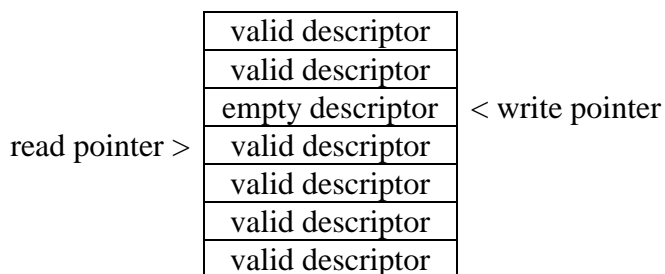 valid descriptor
valid descriptor
empty descriptor < write pointer
read pointer > valid descriptor
valid descriptor
valid descriptor
valid descriptor